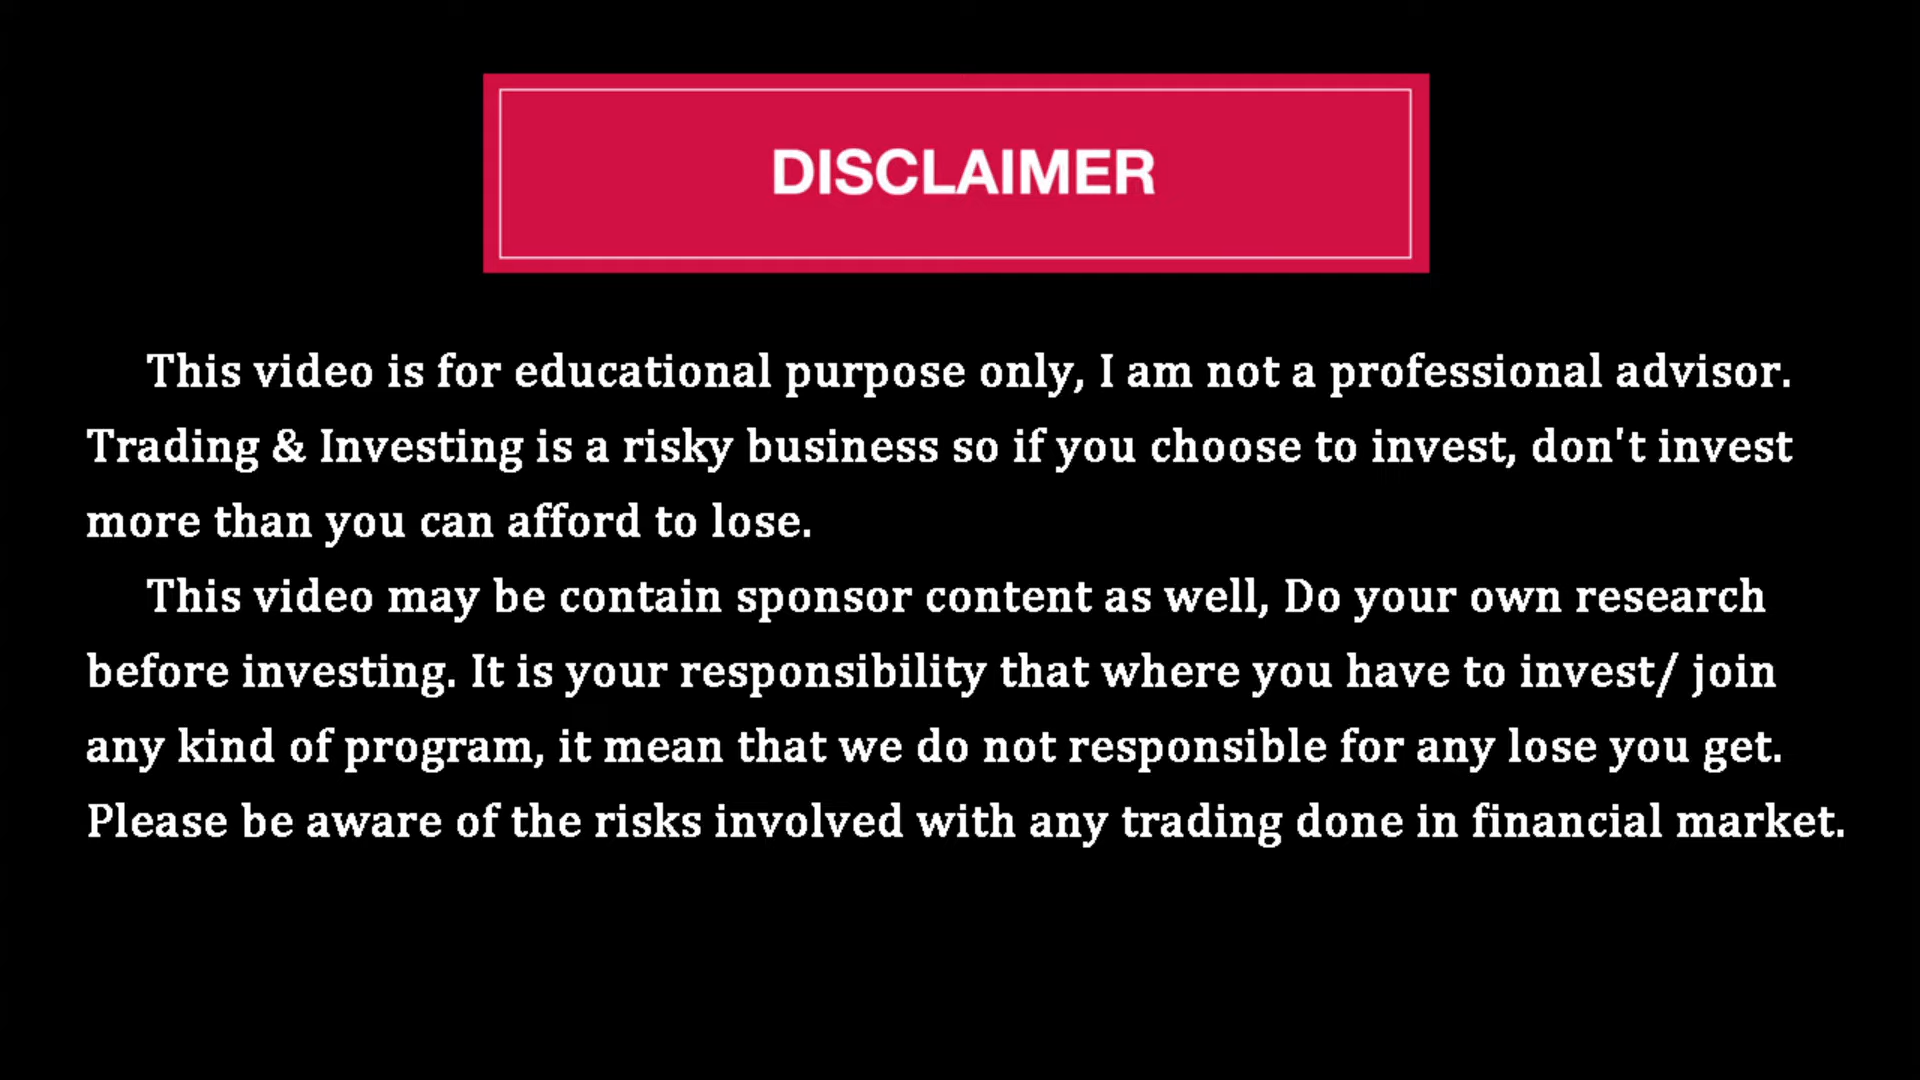 DISCLAIMER
This video is for educational purpose only, I am not a professional advisor.
Trading & Investing is a risky business so if you choose to invest, don't invest
more than you can afford to lose.
This video may be contain sponsor content as well, Do your own research
before investing. It is your responsibility that where you have to invest/ join
any kind of program, it mean that we do not responsible for any lose you get.
Please be aware of the risks involved with any trading done in financial market.